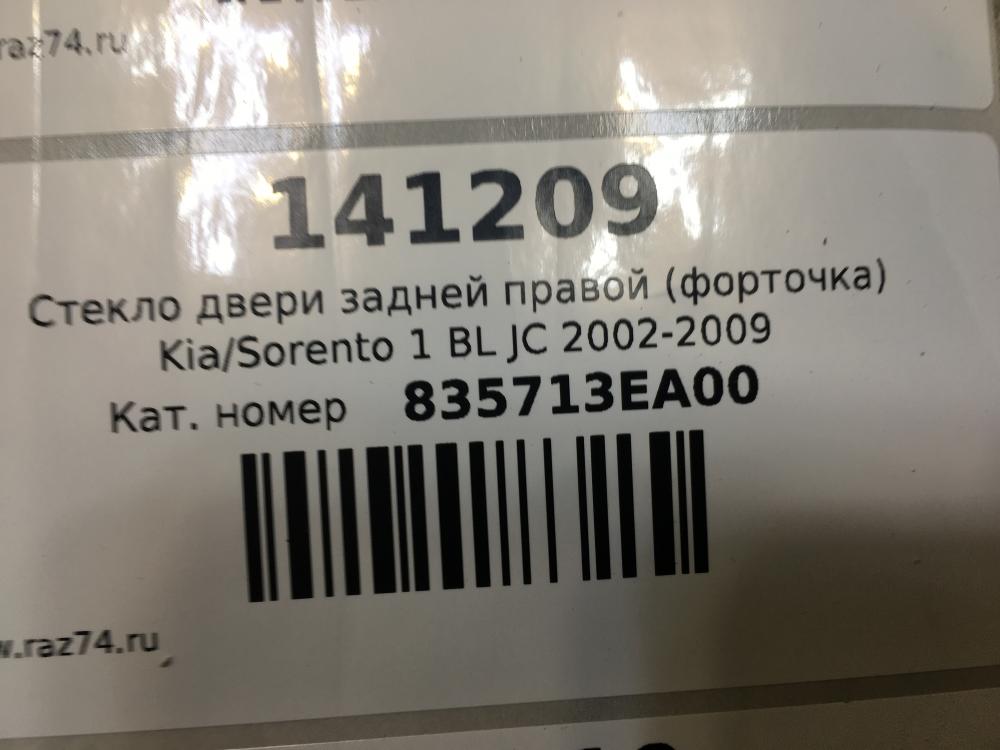 raz74.ru
141209
Стекло двери задней правой (форточка)
Kia/Sorento 1 BL JC 2002-2009
Кат. номер 835713EA00
w.raz74.ru